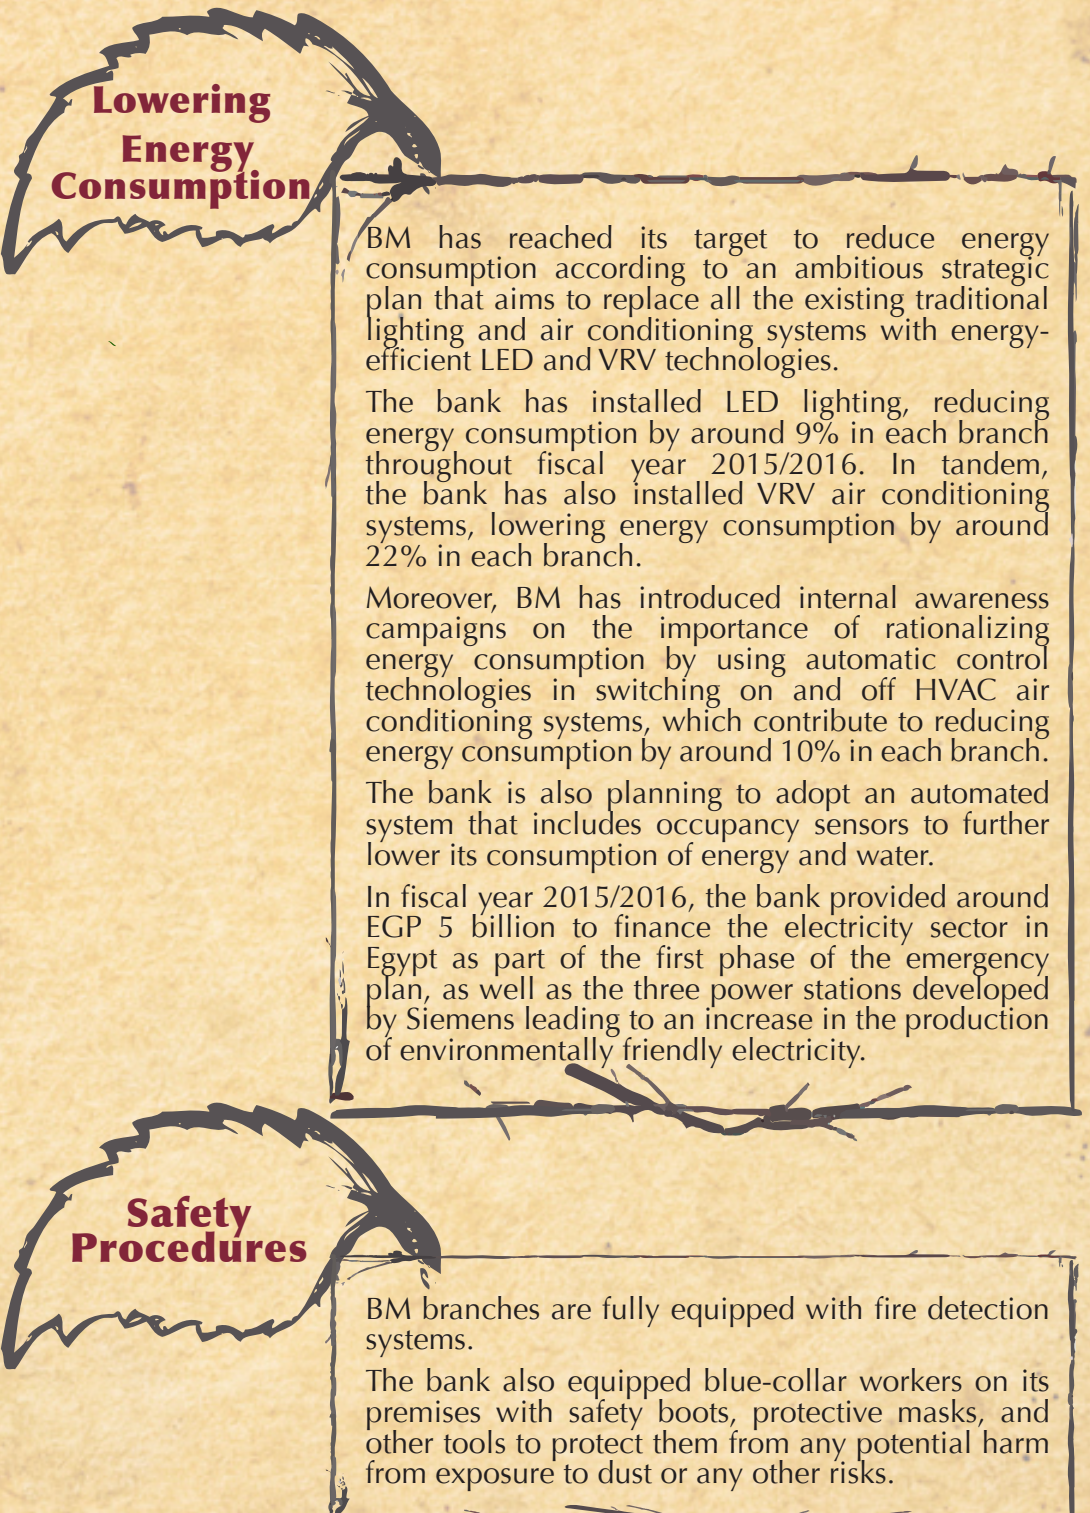 Lowering
Energy
Consumption
BM has reached its target to reduce energy
consumption according to an ambitious strategic
plan that aims to replace all the existing traditional
lighting and air conditioning systems with energy-
efficient LED and VRV technologies.
The bank has installed LED lighting, reducing
energy consumption by around 9% in each branch
throughout fiscal year 2015/2016. In tandem,
the bank has also installed VRV air conditioning
systems, lowering energy consumption by around
22% in each branch.
Moreover, BM has introduced internal awareness
campaigns on the importance of rationalizing
energy consumption by using automatic control
technologies in switching on and off HVAC air
conditioning systems, which contribute to reducing
energy consumption by around 10% in each branch.
The bank is also planning to adopt an automated
system that includes occupancy sensors to further
lower its consumption of energy and water.
In fiscal year 2015/2016, the bank provided around
EGP 5 billion to finance the electricity sector in
Egypt as part of the first phase of the emergency
plan, as well as the three power stations developed
by Siemens leading to an increase in the production
of environmentally friendly electricity.
Safety
Procedures
BM branches are fully equipped with fire detection
systems.
The bank also equipped blue-collar workers on its
premises with safety boots, protective masks, and
other tools to protect them from any potential harm
from exposure to dust or any other risks.